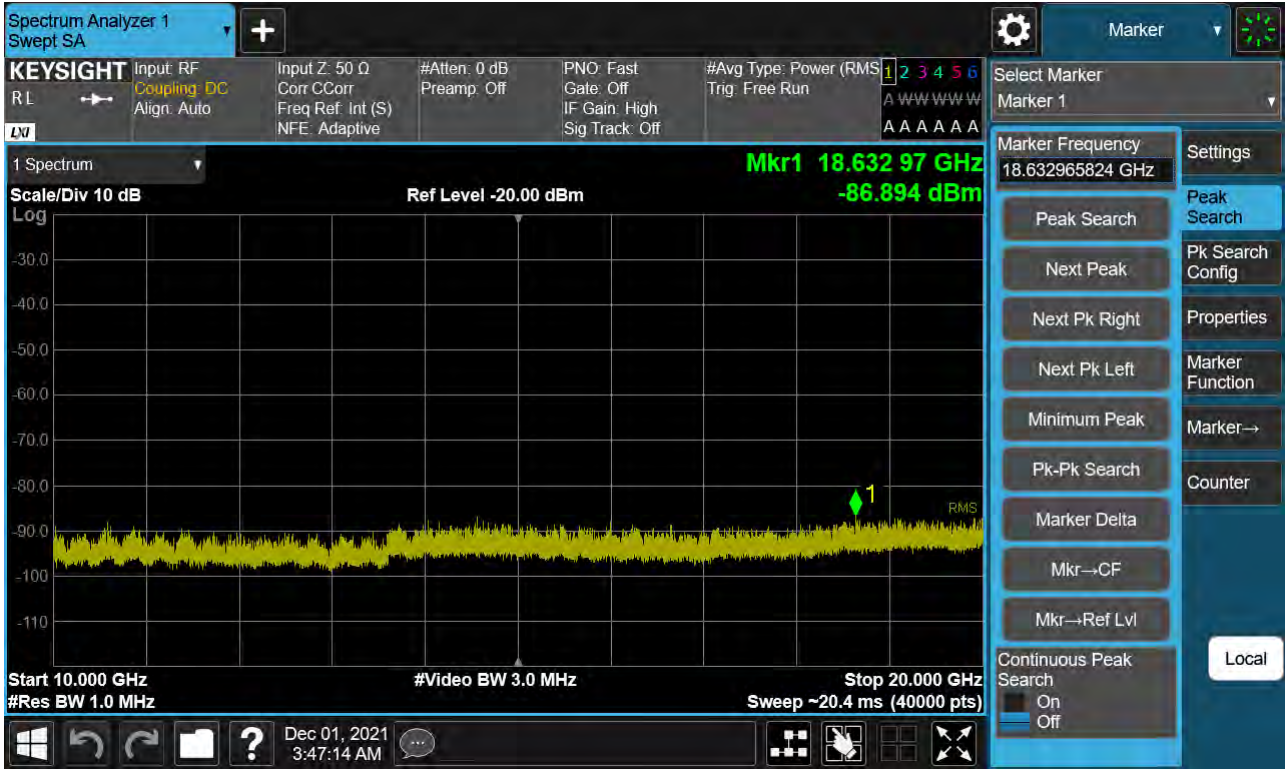 Spectrum Analyzer 1
Swept SA
Marker
KEYSIGHT
R L
LXI
Input: RF
Coupling: DC
Align: Auto
Input Z: 50 Ω
Corr CCorr
Freq Ref: Int (S)
NFE: Adaptive
#Atten: 0 dB
Preamp: Off
PNO: Fast
Gate: Off
IF Gain: High
Sig Track: Off
#Avg Type: Power (RMS
Trig: Free Run
1 2 3 4 5 6
A W W W W W
A A A A A A
Select Marker
Marker 1
1 Spectrum
Scale/Div 10 dB
Ref Level -20.00 dBm
Mkr1 18.632 97 GHz
-86.894 dBm
Log
-30.0
-40.0
-50.0
-60.0
-70.0
-80.0
-90.0
-100
-110
1
RMS
Start 10.000 GHz
#Res BW 1.0 MHz
#Video BW 3.0 MHz
Stop 20.000 GHz
Sweep ~20.4 ms (40000 pts)
Marker Frequency
18.632965824 GHz
Peak Search
Next Peak
Next Pk Right
Next Pk Left
Minimum Peak
Pk-Pk Search
Marker Delta
Mkr→CF
Mkr→Ref Lvl
Continuous Peak
Search
On
Off
Settings
Peak
Search
Pk Search
Config
Properties
Marker
Function
Marker→
Counter
Local
?
Dec 01, 2021
3:47:14 AM